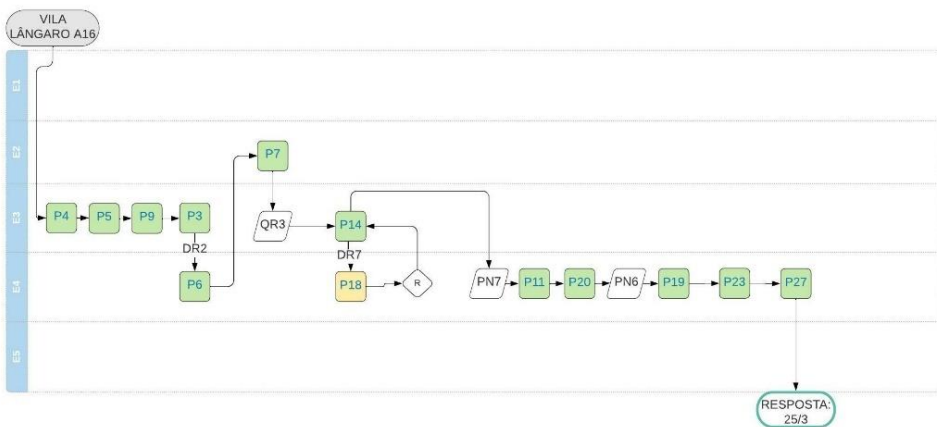 VILA
LÂNGARO A16
E1
E2
P7
E3
P4
P5
P9
P3
QR3
P14
DR2
DR7
E4
P6
P18
R
PN7
P11
P20
PN6
P19
P23
P27
E5
RESPOSTA:
25/3